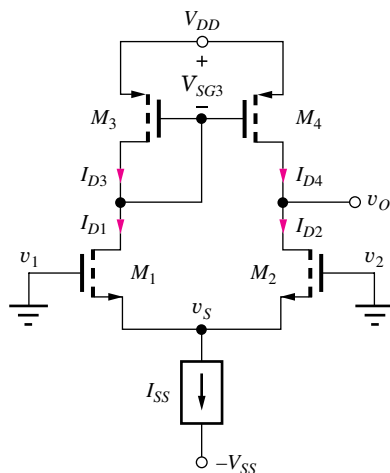 V_DD
+
V_SG3
–
M_3
M_4
I_D3
I_D4
v_O
I_D1
I_D2
v_1
v_2
M_1
M_2
v_S
I_SS
–V_SS